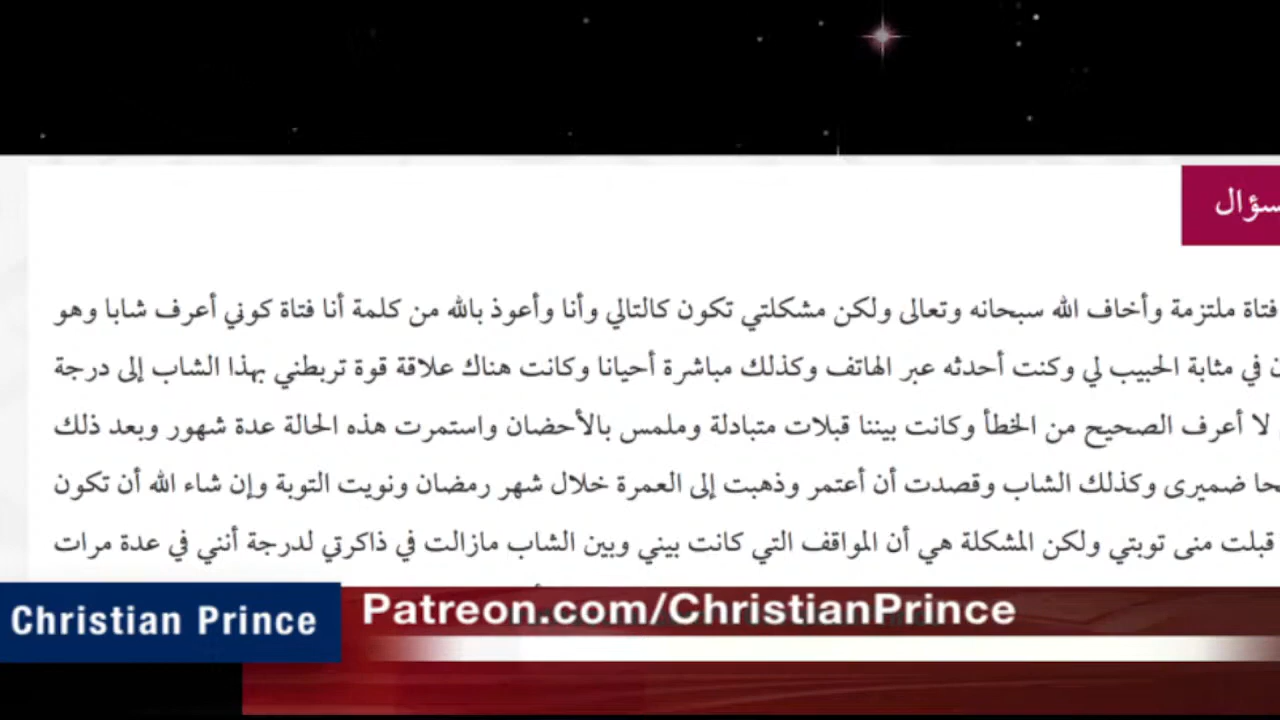 سؤال
فتاة ملتزمة وأخاف الله سبحانه وتعالى ولكن مشكلتي تكون كالتالي وأنا وأعوذ بالله من كلمة أنا فتاة كوني أعرف شابا وهو
في مثابة الحبيب لي وكنت أحدثه عبر الهاتف وكذلك مباشرة أحيانا وكانت هناك علاقة قوة تربطني بهذا الشاب إلى درجة
لا أعرف الصحيح من الخطأ وكانت بيننا قبلات متبادلة وملمس بالأحضان واستمرت هذه الحالة عدة شهور وبعد ذلك
ضميرى وكذلك الشاب وقصدت أن أعتمر وذهبت إلى العمرة خلال شهر رمضان ونويت التوبة وإن شاء الله أن تكون
قبلت منى توبتي ولكن المشكلة هي أن المواقف التي كانت بيني وبين الشاب مازالت في ذاكرتي لدرجة أنني في عدة مرات
Christian Prince
Patreon.com/ChristianPrince